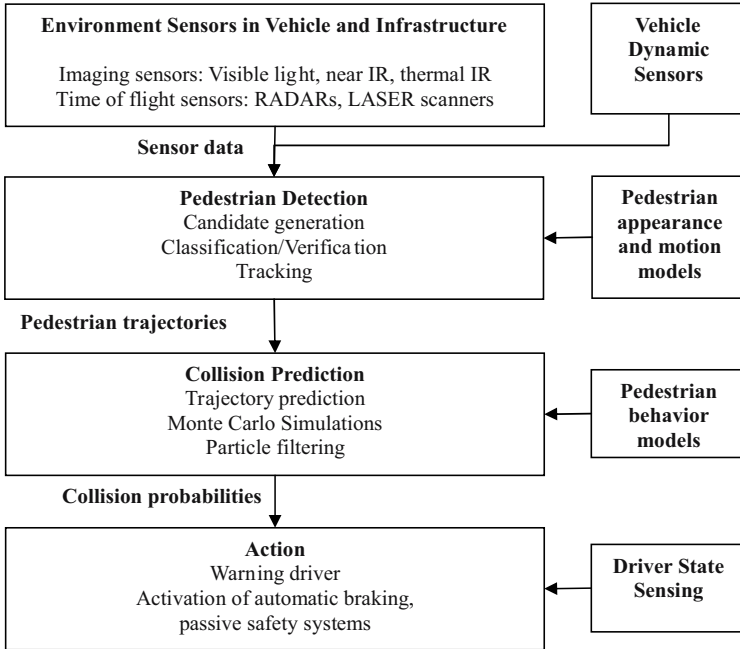 Environment Sensors in Vehicle and Infrastructure
Imaging sensors: Visible light, near IR, thermal IR
Time of flight sensors: RADARs, LASER scanners
Vehicle
Dynamic
Sensors
Sensor data
Pedestrian Detection
Candidate generation
Classification/Verification
Tracking
Pedestrian
appearance
and motion
models
Pedestrian trajectories
Collision Prediction
Trajectory prediction
Monte Carlo Simulations
Particle filtering
Pedestrian
behavior
models
Collision probabilities
Action
Warning driver
Activation of automatic braking,
passive safety systems
Driver State
Sensing